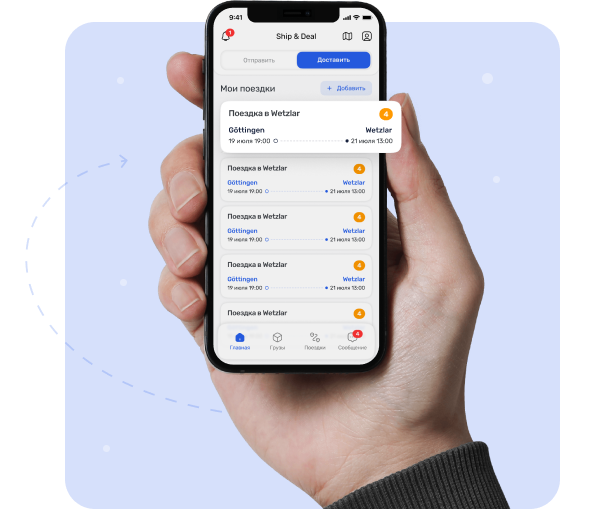 9:41
1
Ship & Deal
Отправить
Доставить
Мои поездки
+ Добавить
Поездка в Wetzlar
4
Göttingen
Wetzlar
19 июля 19:00
21 июля 13:00
Поездка в Wetzlar
4
Göttingen
Wetzlar
19 июля 19:00
21 июля 13:00
Поездка в Wetzlar
4
Göttingen
Wetzlar
19 июля 19:00
21 июля 13:00
Поездка в Wetzlar
4
Göttingen
Wetzlar
19 июля 19:00
21 июля 13:00
Поездка в Wetzlar
4
4
Главная
Грузы
Поездки
Сообщение